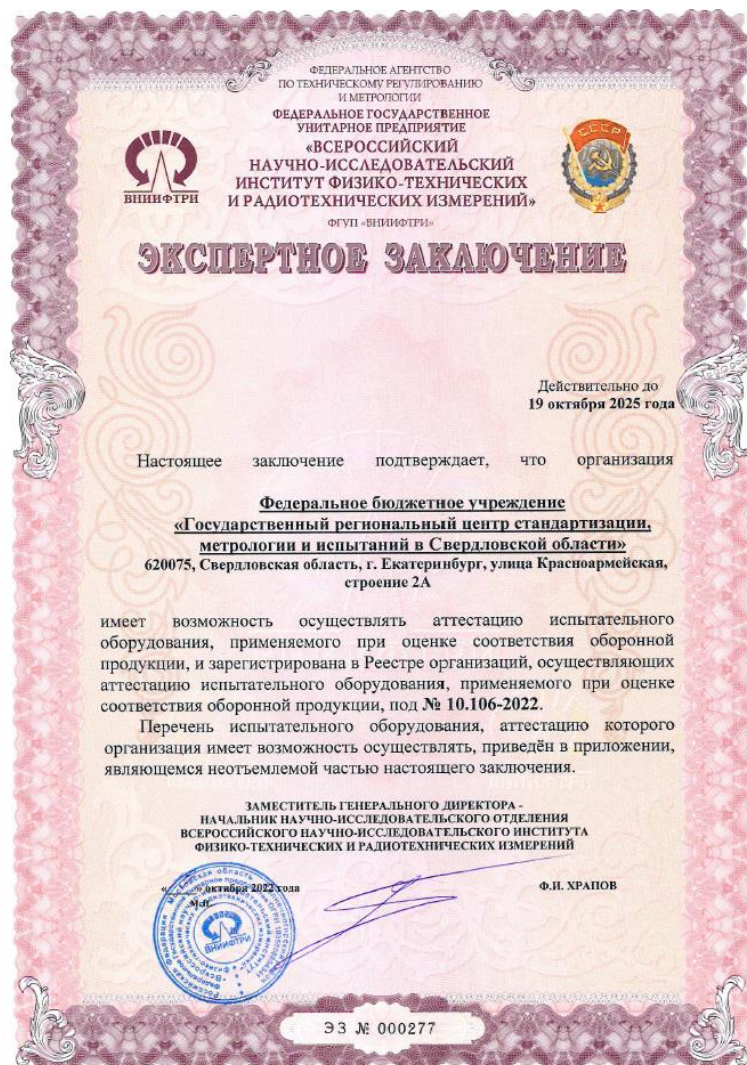 ФЕДЕРАЛЬНОЕ АГЕНТСТВО
ПО ТЕХНИЧЕСКОМУ РЕГУЛИРОВАНИЮ
И МЕТРОЛОГИИ
ФЕДЕРАЛЬНОЕ ГОСУДАРСТВЕННОЕ
УНИТАРНОЕ ПРЕДПРИЯТИЕ
«ВСЕРОССИЙСКИЙ
НАУЧНО-ИССЛЕДОВАТЕЛЬСКИЙ
ИНСТИТУТ ФИЗИКО-ТЕХНИЧЕСКИХ
И РАДИОТЕХНИЧЕСКИХ ИЗМЕРЕНИЙ»
ФГУП «ВНИИФТРИ»
ВНИИФТРИ
СССР
ЭКСПЕРТНОЕ ЗАКЛЮЧЕНИЕ
Действительно до
19 октября 2025 года
Настоящее заключение подтверждает, что организация
Федеральное бюджетное учреждение
«Государственный региональный центр стандартизации,
метрологии и испытаний в Свердловской области»
620075, Свердловская область, г. Екатеринбург, улица Красноармейская,
строение 2А
имеет возможность осуществлять аттестацию испытательного
оборудования, применяемого при оценке соответствия оборонной
продукции, и зарегистрирована в Реестре организаций, осуществляющих
аттестацию испытательного оборудования, применяемого при оценке
соответствия оборонной продукции, под № 10.106-2022.
Перечень испытательного оборудования, аттестацию которого
организация имеет возможность осуществлять, приведён в приложении,
являющемся неотъемлемой частью настоящего заключения.
ЗАМЕСТИТЕЛЬ ГЕНЕРАЛЬНОГО ДИРЕКТОРА -
НАЧАЛЬНИК НАУЧНО-ИССЛЕДОВАТЕЛЬСКОГО ОТДЕЛЕНИЯ
ВСЕРОССИЙСКОГО НАУЧНО-ИССЛЕДОВАТЕЛЬСКОГО ИНСТИТУТА
ФИЗИКО-ТЕХНИЧЕСКИХ И РАДИОТЕХНИЧЕСКИХ ИЗМЕРЕНИЙ
октября 2022 года
Ф.И. ХРАПОВ
М.П.
ВНИИФТРИ
ЭЗ № 000277